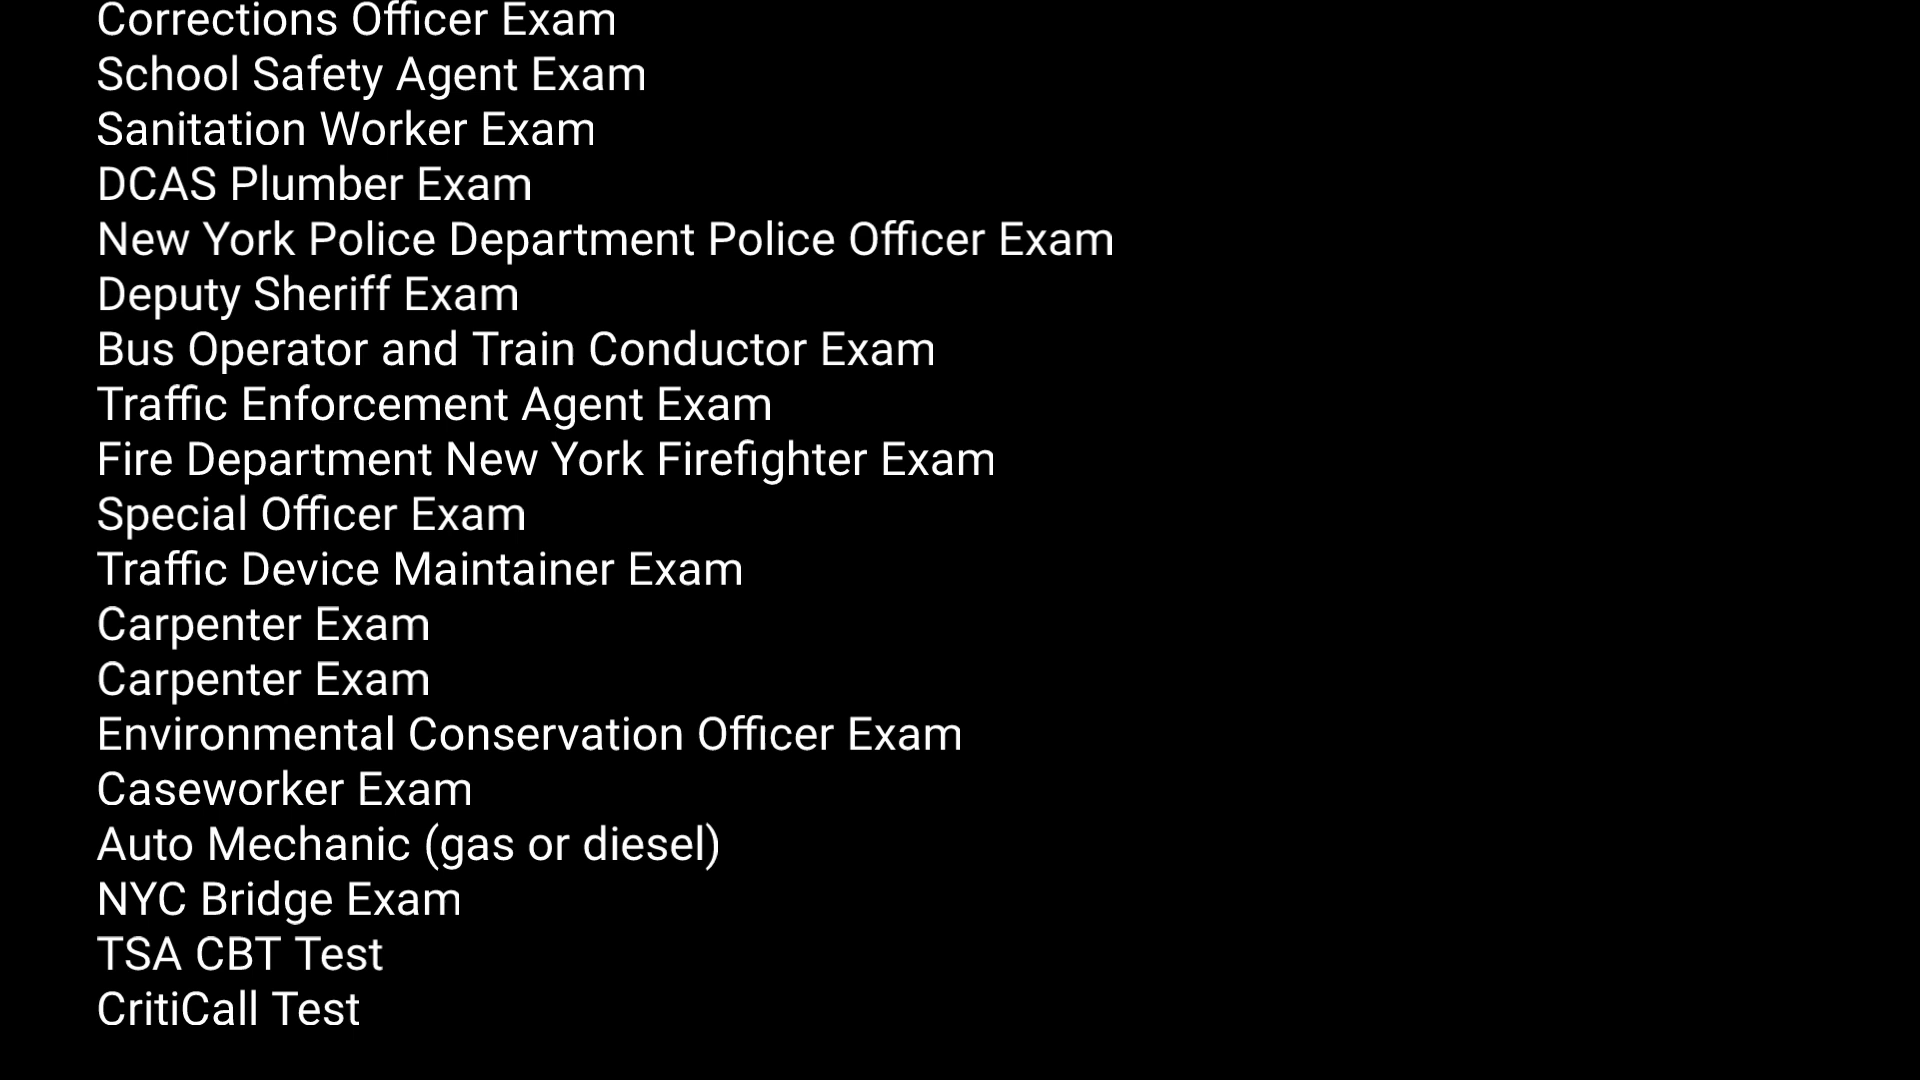 Corrections Officer Exam
School Safety Agent Exam
Sanitation Worker Exam
DCAS Plumber Exam
New York Police Department Police Officer Exam
Deputy Sheriff Exam
Bus Operator and Train Conductor Exam
Traffic Enforcement Agent Exam
Fire Department New York Firefighter Exam
Special Officer Exam
Traffic Device Maintainer Exam
Carpenter Exam
Carpenter Exam
Environmental Conservation Officer Exam
Caseworker Exam
Auto Mechanic (gas or diesel)
NYC Bridge Exam
TSA CBT Test
CritiCall Test